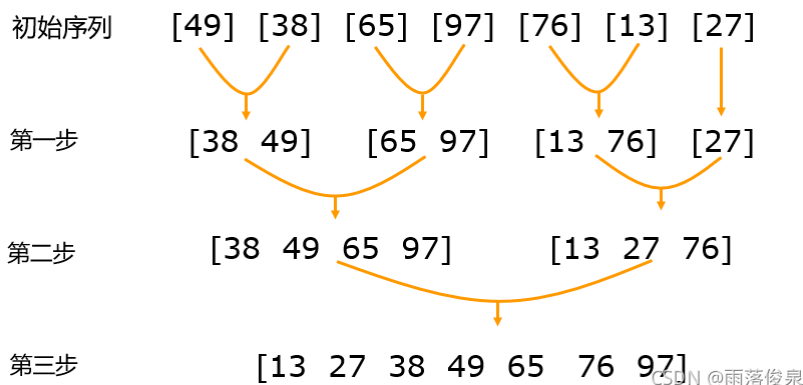 初始序列 [49] [38] [65] [97] [76] [13] [27]
第一步 [38 49] [65 97] [13 76] [27]
第二步 [38 49 65 97] [13 27 76]
第三步 [13 27 38 49 65 76 97]
CSDN @雨落俊泉